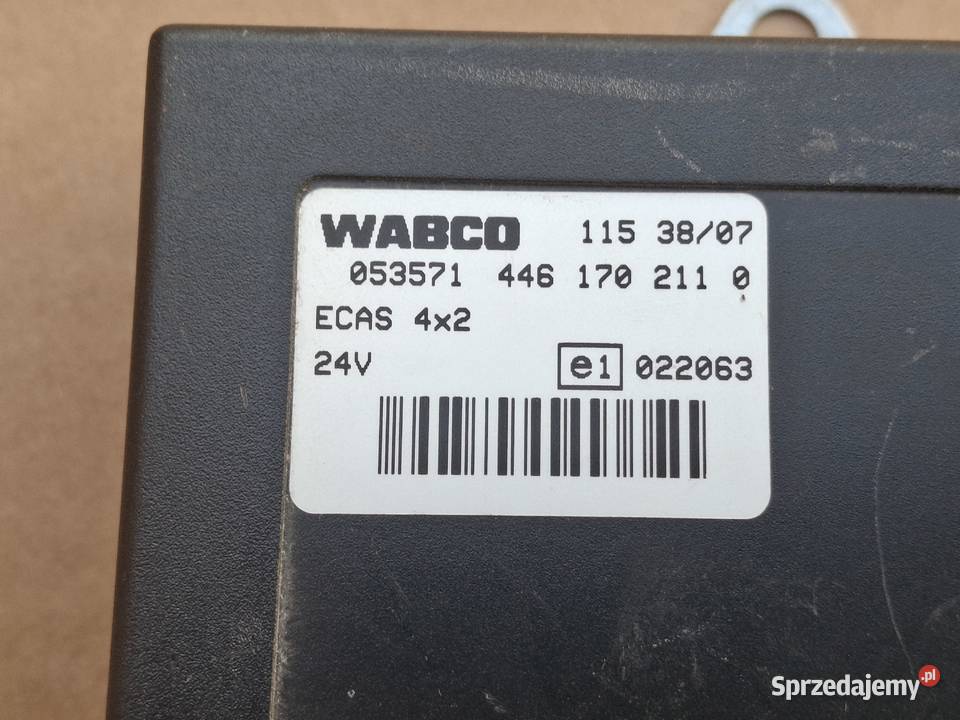 WABCO 115 38/07
053571 446 170 211 0
ECAS 4x2
24V e1 022063
Sprzedajemy.pl